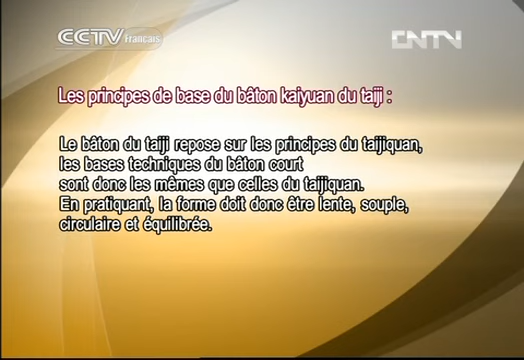 CCTV Français
CNTV
Les principes de base du bâton kaiyuan du taiji :
Le bâton du taiji repose sur les principes du taijiquan,
les bases techniques du bâton court
sont donc les mêmes que celles du taijiquan.
En pratiquant, la forme doit donc être lente, souple,
circulaire et équilibrée.